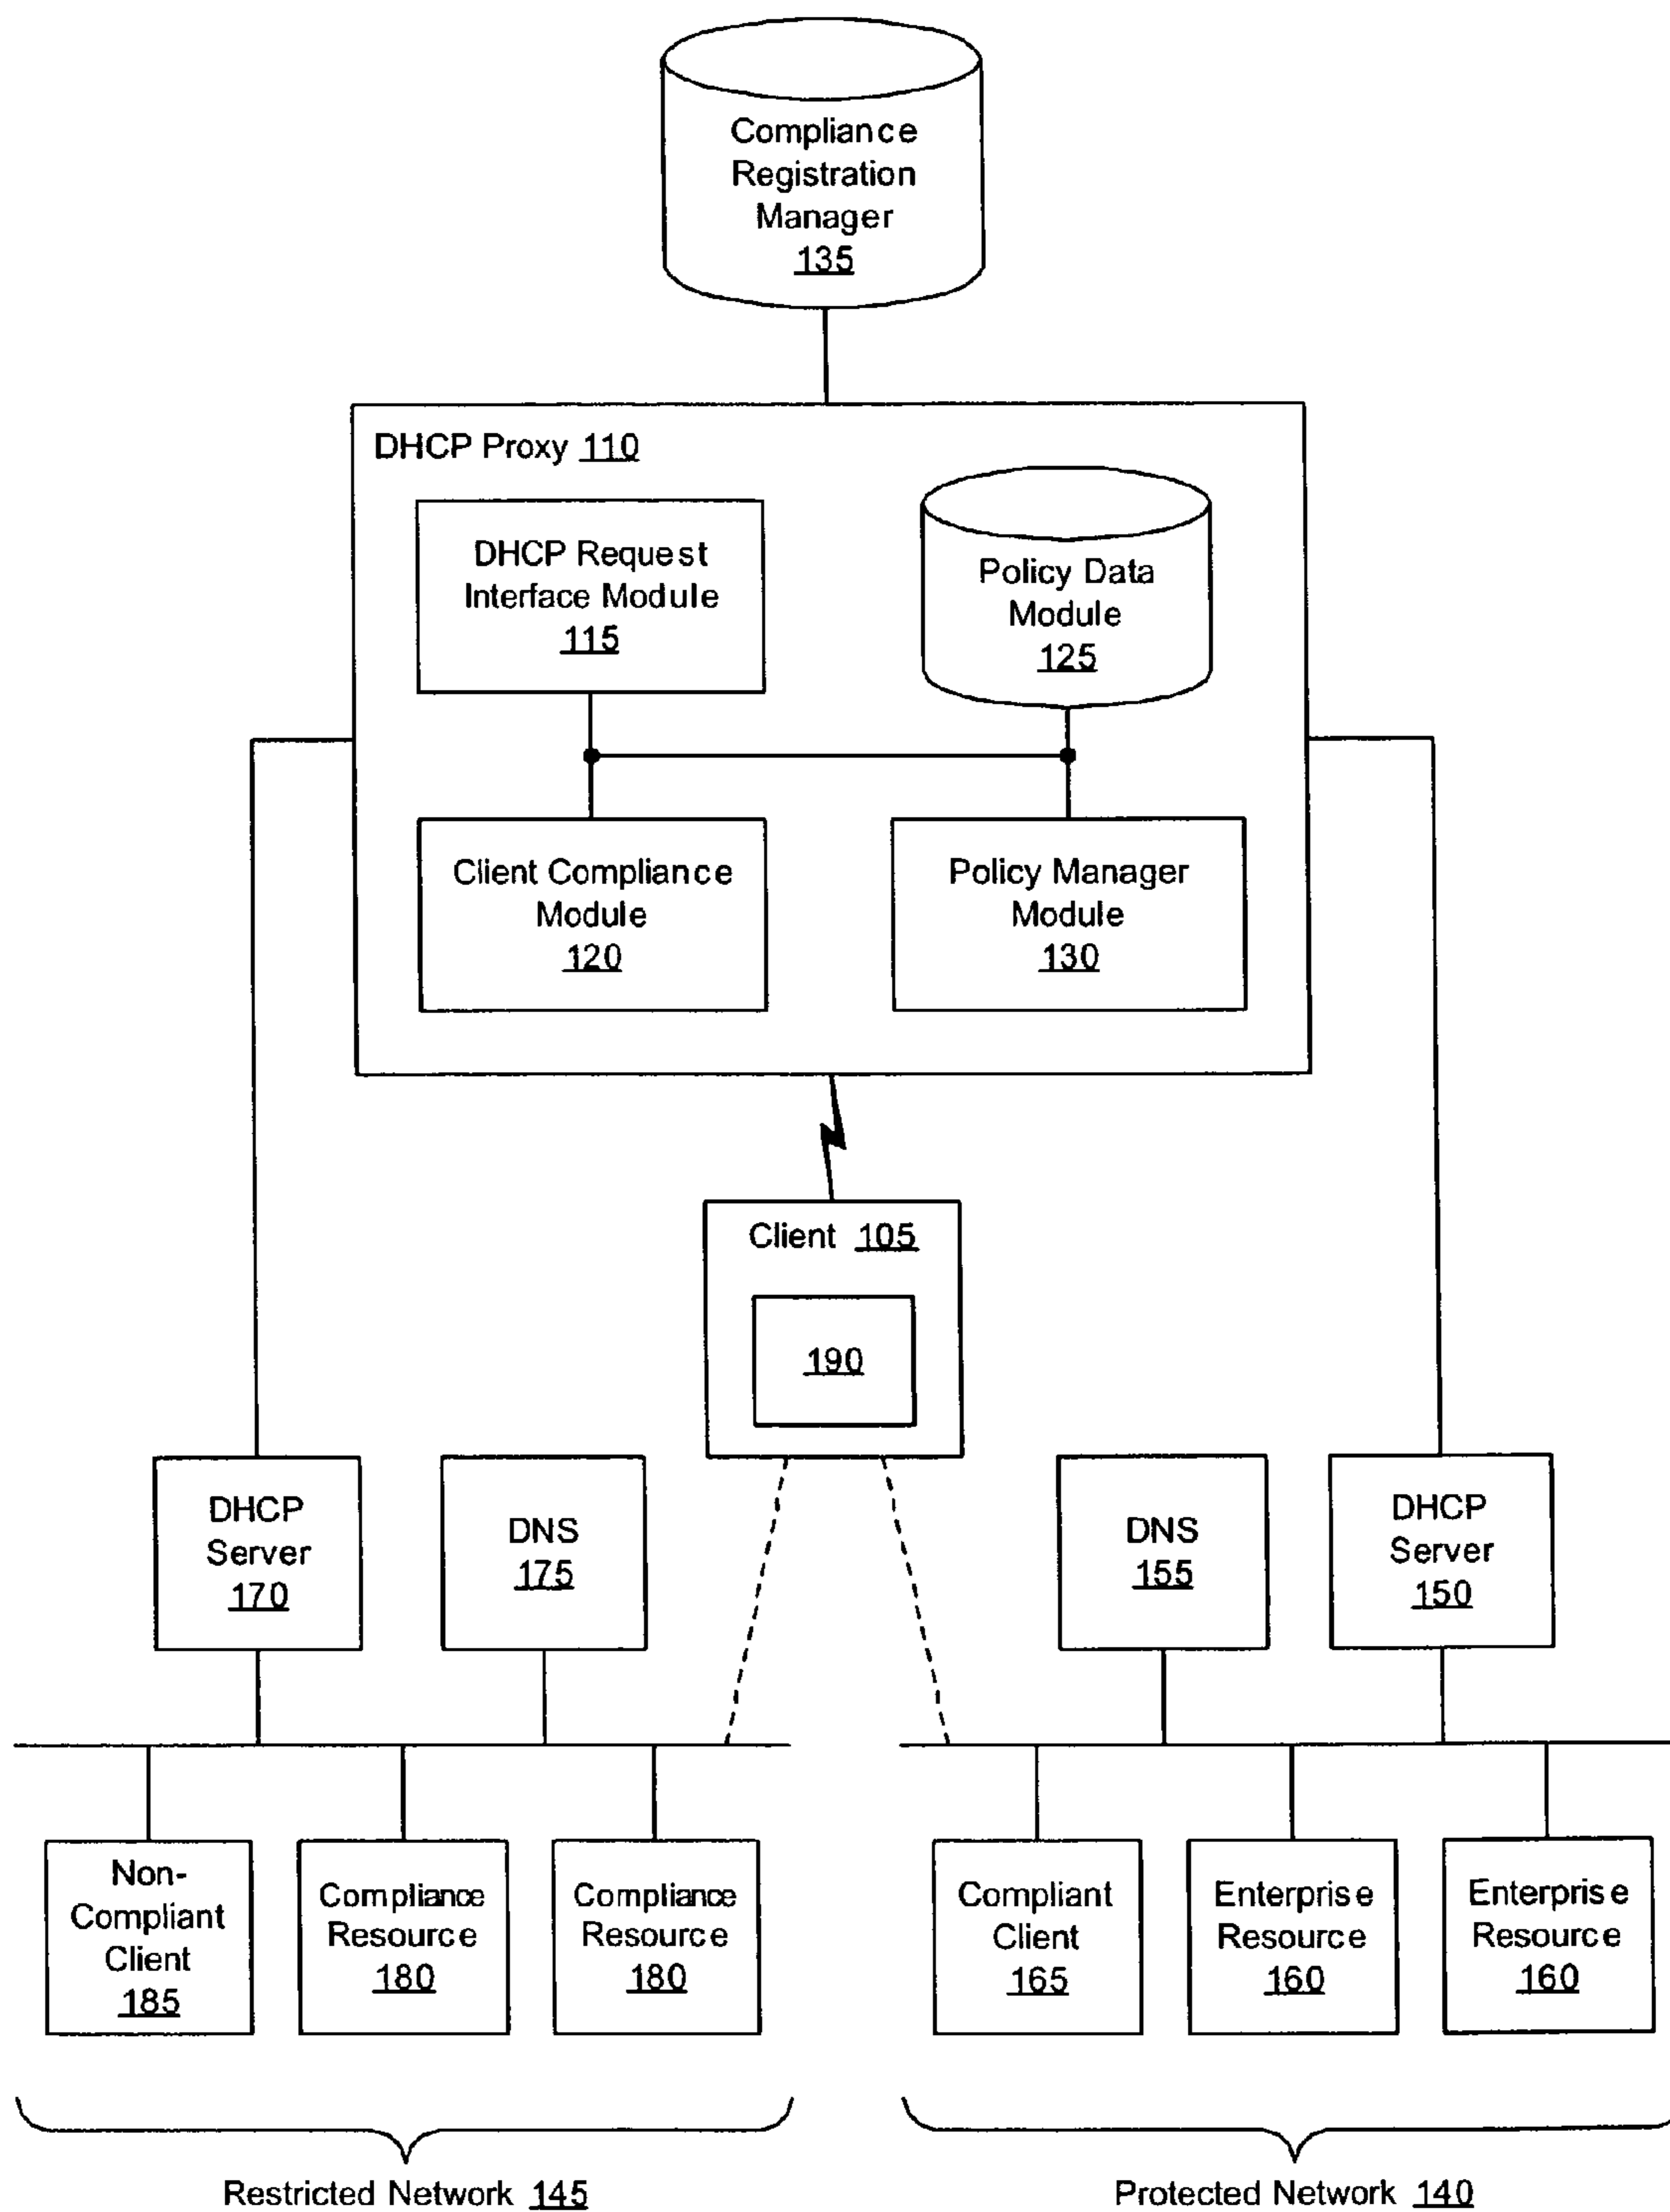 Compliance
Registration
Manager
135
DHCP Proxy 110
DHCP Request
Interface Module
115
Policy Data
Module
125
Client Compliance
Module
120
Policy Manager
Module
130
Client 105
190
DHCP
Server
170
DNS
175
DNS
155
DHCP
Server
150
Non-
Compliant
Client
185
Compliance
Resource
180
Compliance
Resource
180
Compliant
Client
165
Enterprise
Resource
160
Enterprise
Resource
160
Restricted Network 145
Protected Network 140